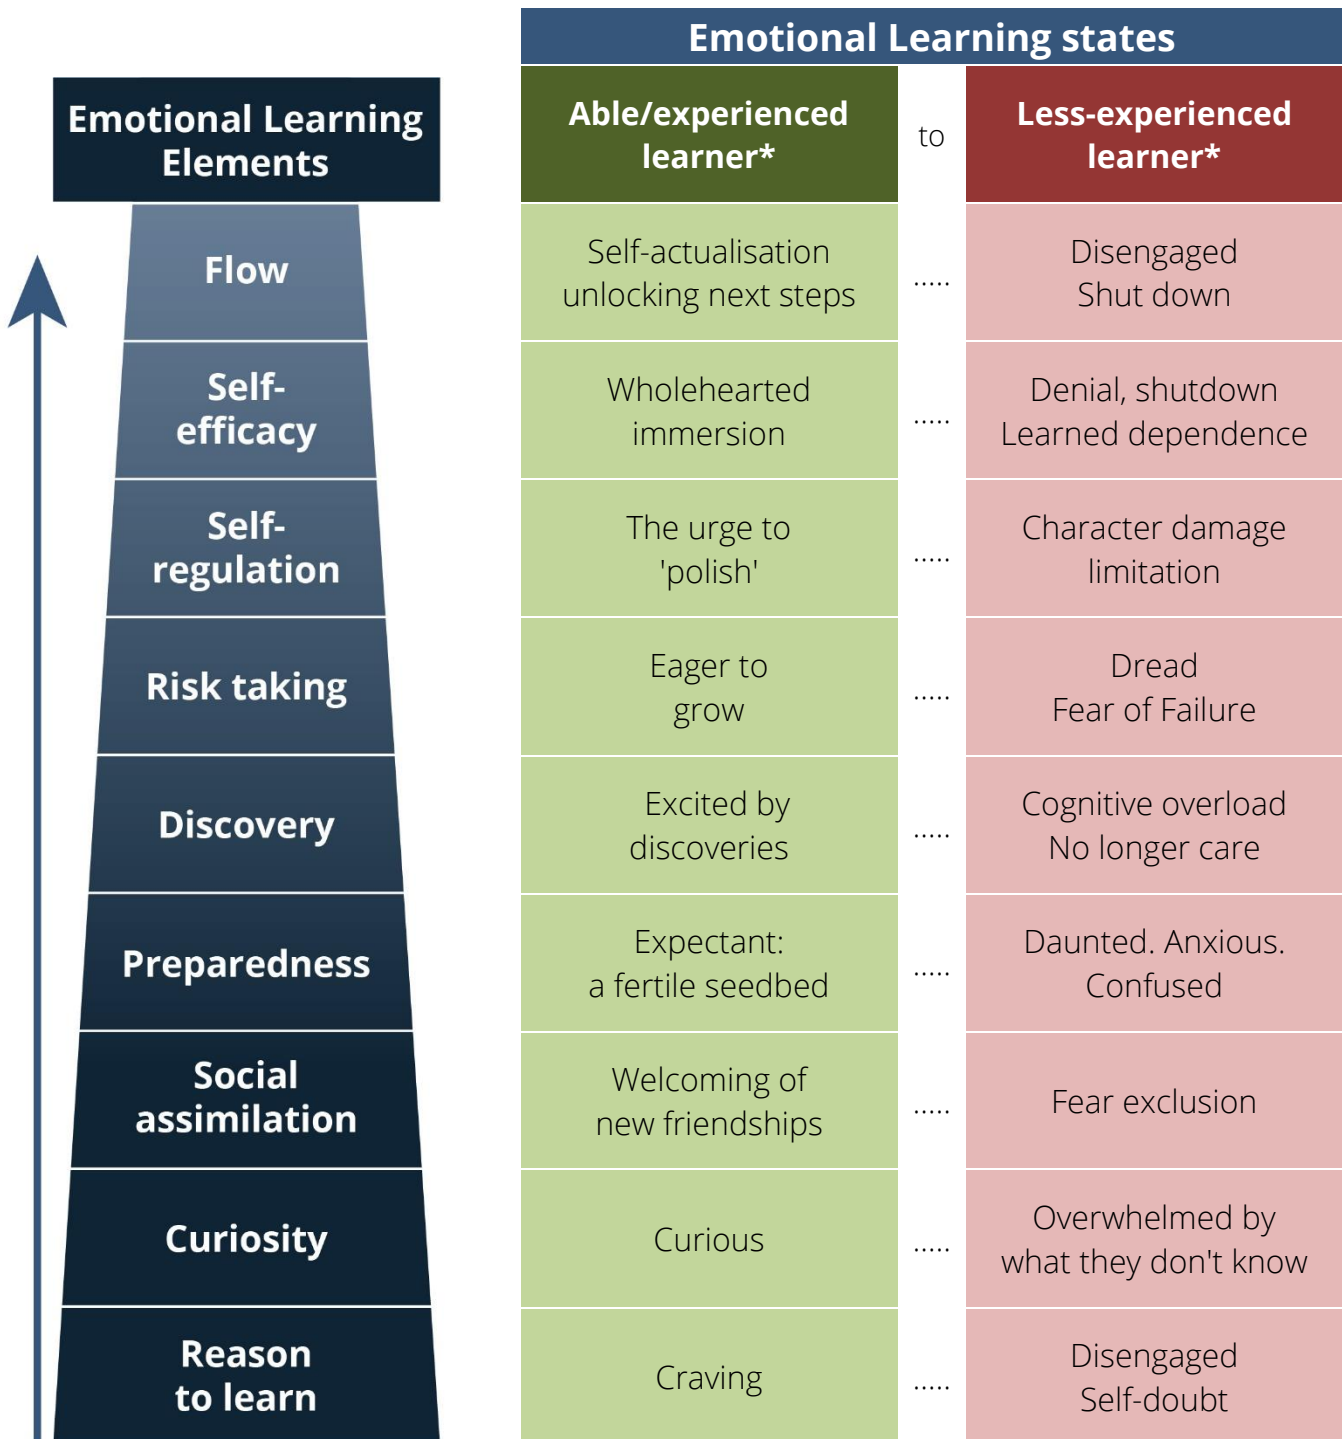 Emotional Learning states
Emotional Learning
Elements
Able/experienced
learner*
to
Less-experienced
learner*
Flow
Self-actualisation
unlocking next steps
.....
Disengaged
Shut down
Self-
efficacy
Wholehearted
immersion
.....
Denial, shutdown
Learned dependence
Self-
regulation
The urge to
'polish'
.....
Character damage
limitation
Risk taking
Eager to
grow
.....
Dread
Fear of Failure
Discovery
Excited by
discoveries
.....
Cognitive overload
No longer care
Preparedness
Expectant:
a fertile seedbed
.....
Daunted. Anxious.
Confused
Social
assimilation
Welcoming of
new friendships
.....
Fear exclusion
Curiosity
Curious
.....
Overwhelmed by
what they don't know
Reason
to learn
Craving
.....
Disengaged
Self-doubt